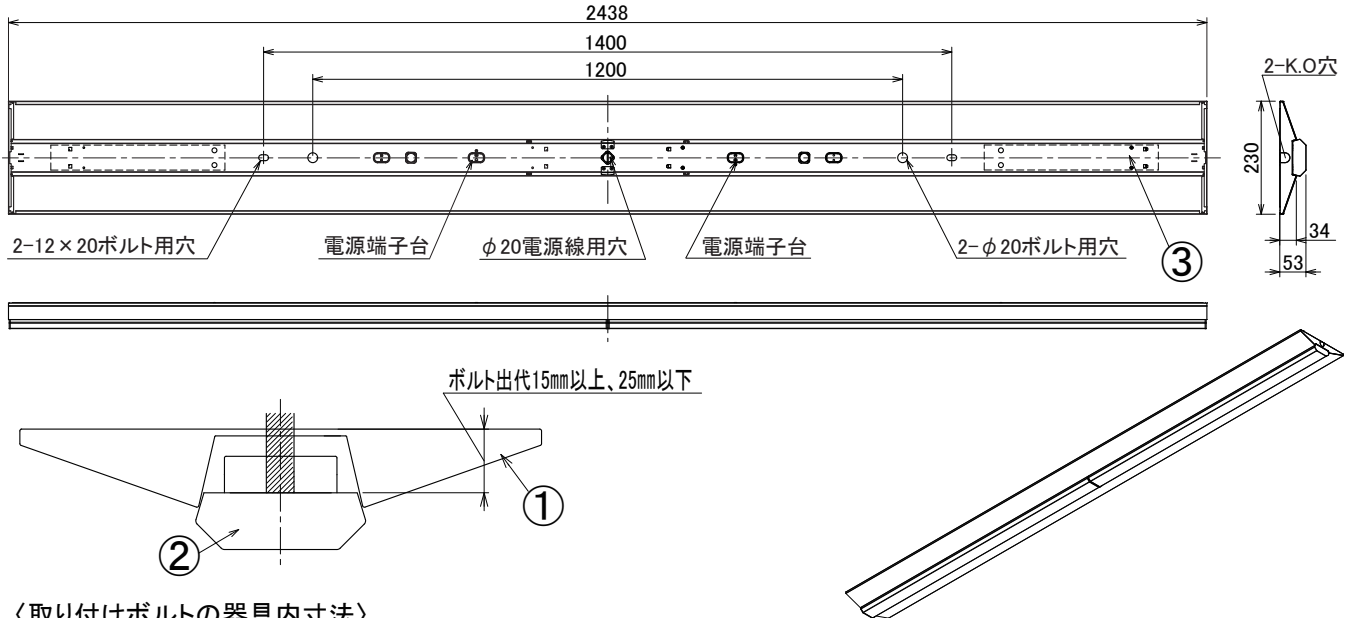 2438
1400
1200
2-K.O穴
230
34
53
2-12×20ボルト用穴
電源端子台
φ20電源線用穴
電源端子台
2-φ20ボルト用穴
③
ボルト出代15mm以上、25mm以下
①
②
〈取り付けボルトの器具内寸法〉